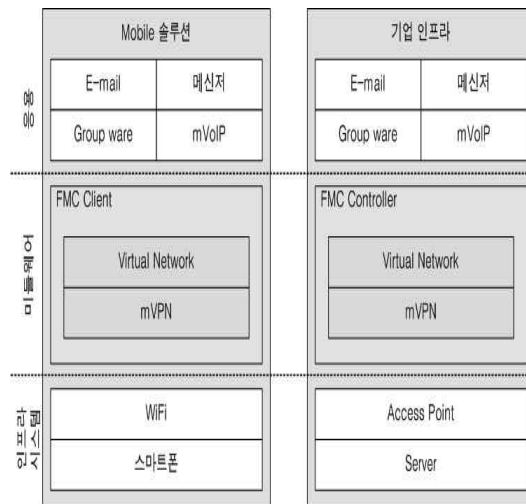 Mobile 솔루션
기업 인프라
응용
E-mail
메신저
E-mail
메신저
Group ware
mVoIP
Group ware
mVoIP
미들웨어
FMC Client
FMC Controller
Virtual Network
Virtual Network
mVPN
mVPN
인프라
시스템
WiFi
Access Point
스마트폰
Server